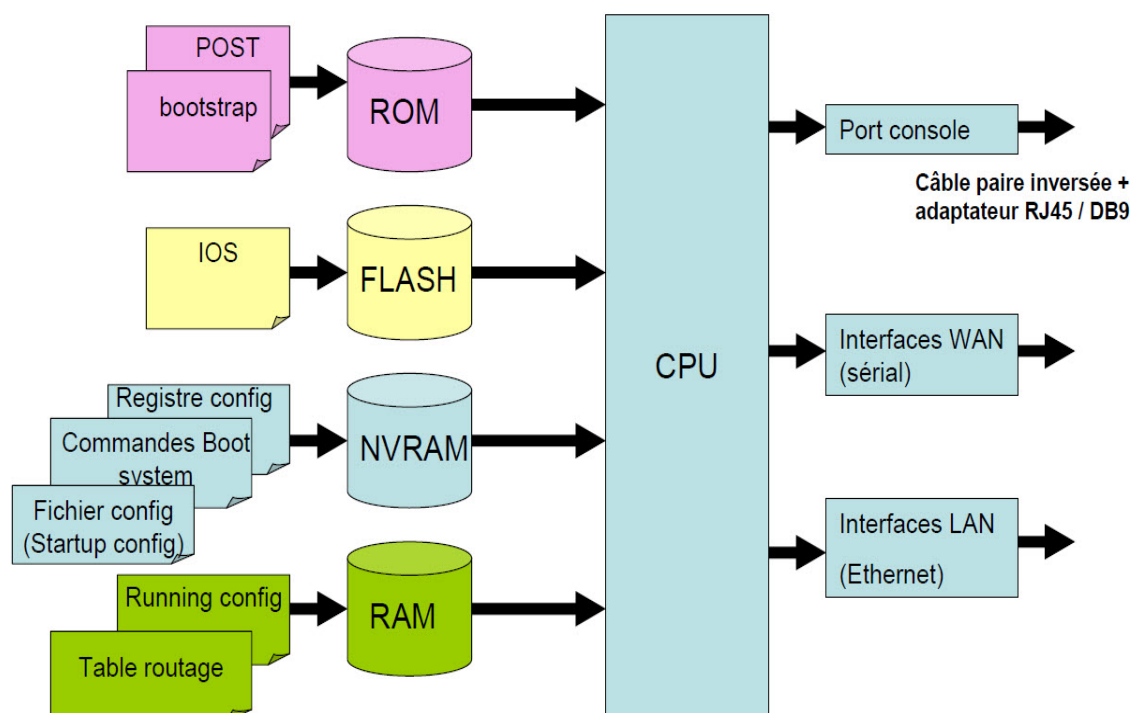 POST
bootstrap
ROM
IOS
FLASH
Registre config
Commandes Boot
system
Fichier config
(Startup config)
NVRAM
Running config
Table routage
RAM
CPU
Port console
Câble paire inversée +
adaptateur RJ45 / DB9
Interfaces WAN
(sérial)
Interfaces LAN
(Ethernet)